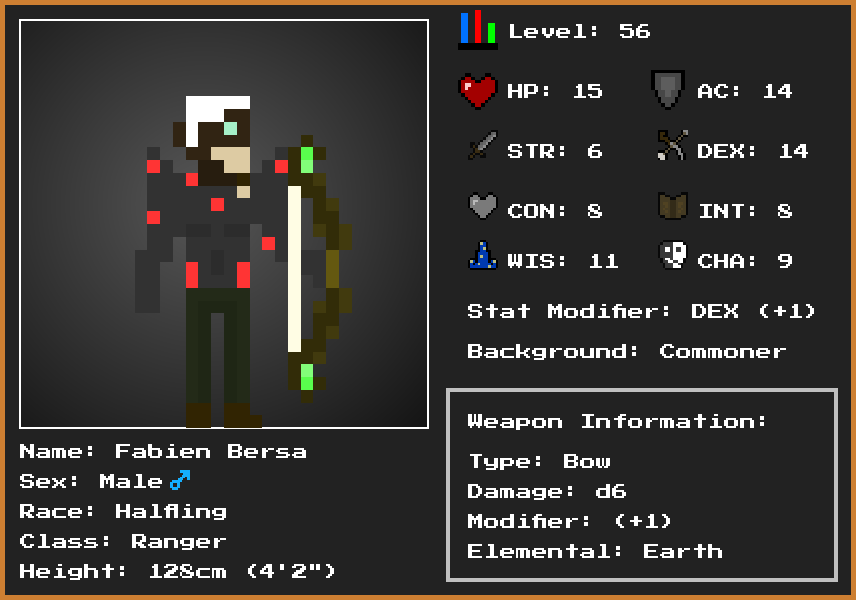 Level: 56
HP: 15
AC: 14
STR: 6
DEX: 14
CON: 8
INT: 8
WIS: 11
CHA: 9
Stat Modifier: DEX (+1)
Background: Commoner
Weapon Information:
Type: Bow
Damage: d6
Modifier: (+1)
Elemental: Earth
Name: Fabien Bersa
Sex: Male ♂
Race: Halfling
Class: Ranger
Height: 128cm (4'2")